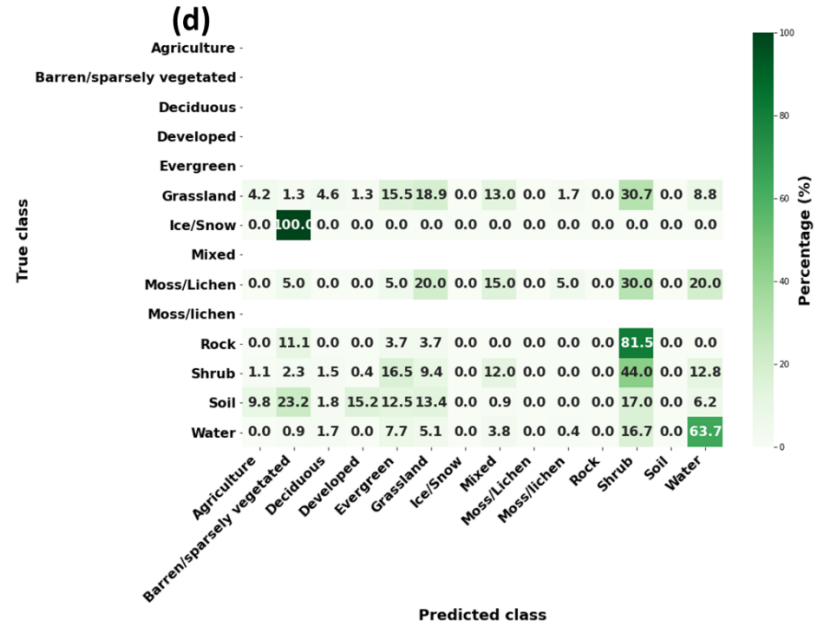 (d)
Agriculture
Barren/sparsely vegetated
Deciduous
Developed
Evergreen
Grassland 4.2 1.3 4.6 1.3 15.5 18.9 0.0 13.0 0.0 1.7 0.0 30.7 0.0 8.8
Ice/Snow 0.0 100.0 0.0 0.0 0.0 0.0 0.0 0.0 0.0 0.0 0.0 0.0 0.0 0.0
Mixed
Moss/Lichen 0.0 5.0 0.0 0.0 5.0 20.0 0.0 15.0 0.0 5.0 0.0 30.0 0.0 20.0
Moss/lichen
Rock 0.0 11.1 0.0 0.0 3.7 3.7 0.0 0.0 0.0 0.0 0.0 81.5 0.0 0.0
Shrub 1.1 2.3 1.5 0.4 16.5 9.4 0.0 12.0 0.0 0.0 0.0 44.0 0.0 12.8
Soil 9.8 23.2 1.8 15.2 12.5 13.4 0.0 0.9 0.0 0.0 0.0 17.0 0.0 6.2
Water 0.0 0.9 1.7 0.0 7.7 5.1 0.0 3.8 0.0 0.4 0.0 16.7 0.0 63.7
True class
Agriculture
Barren/sparsely vegetated
Deciduous
Developed
Evergreen
Grassland
Ice/Snow
Mixed
Moss/Lichen
Moss/lichen
Rock
Shrub
Soil
Water
Predicted class
100
80
60
40
20
0
Percentage (%)